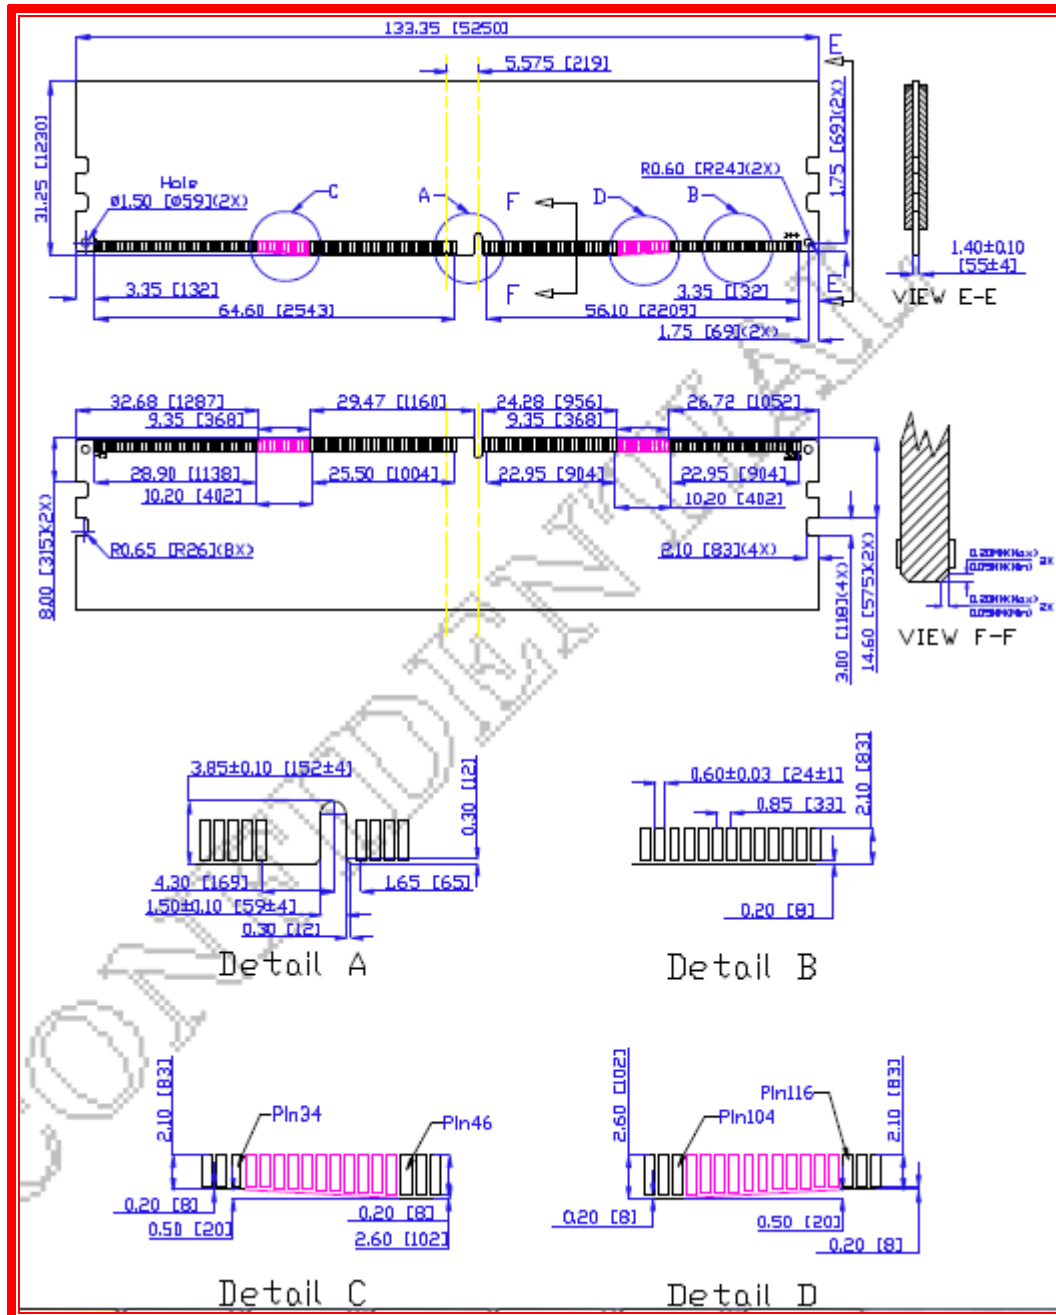 133.35 [5250]
5.575 [219]
E
31.25 [1230]
Hole
Ø1.50 [Ø59](2X)
C
A
F
D
B
R0.60 [R24](2X)
1.75 [69](2X)
1.40±0.10
[55±4]
VIEW E-E
3.35 [132]
F
3.35 [132]
E
64.60 [2543]
56.10 [2209]
1.75 [69](2X)
32.68 [1287]
29.47 [1160]
24.28 [956]
26.72 [1052]
9.35 [368]
9.35 [368]
28.90 [1138]
25.50 [1004]
22.95 [904]
22.95 [904]
10.20 [402]
10.20 [402]
8.00 [315](2X)
R0.65 [R26](8X)
2.10 [83](4X)
3.00 [118](4X)
14.60 [575](2X)
2X
2X
VIEW F-F
3.85±0.10 [152±4]
0.30 [12]
4.30 [169]
1.65 [65]
1.50±0.10 [59±4]
0.30 [12]
Detail A
0.60±0.03 [24±1]
0.85 [33]
2.10 [83]
0.20 [8]
Detail B
2.10 [83]
Pin34
Pin46
0.20 [8]
0.50 [20]
0.20 [8]
2.60 [102]
Detail C
2.60 [102]
Pin116
Pin104
2.10 [83]
0.20 [8]
0.50 [20]
0.20 [8]
Detail D
CONFIDENTIAL